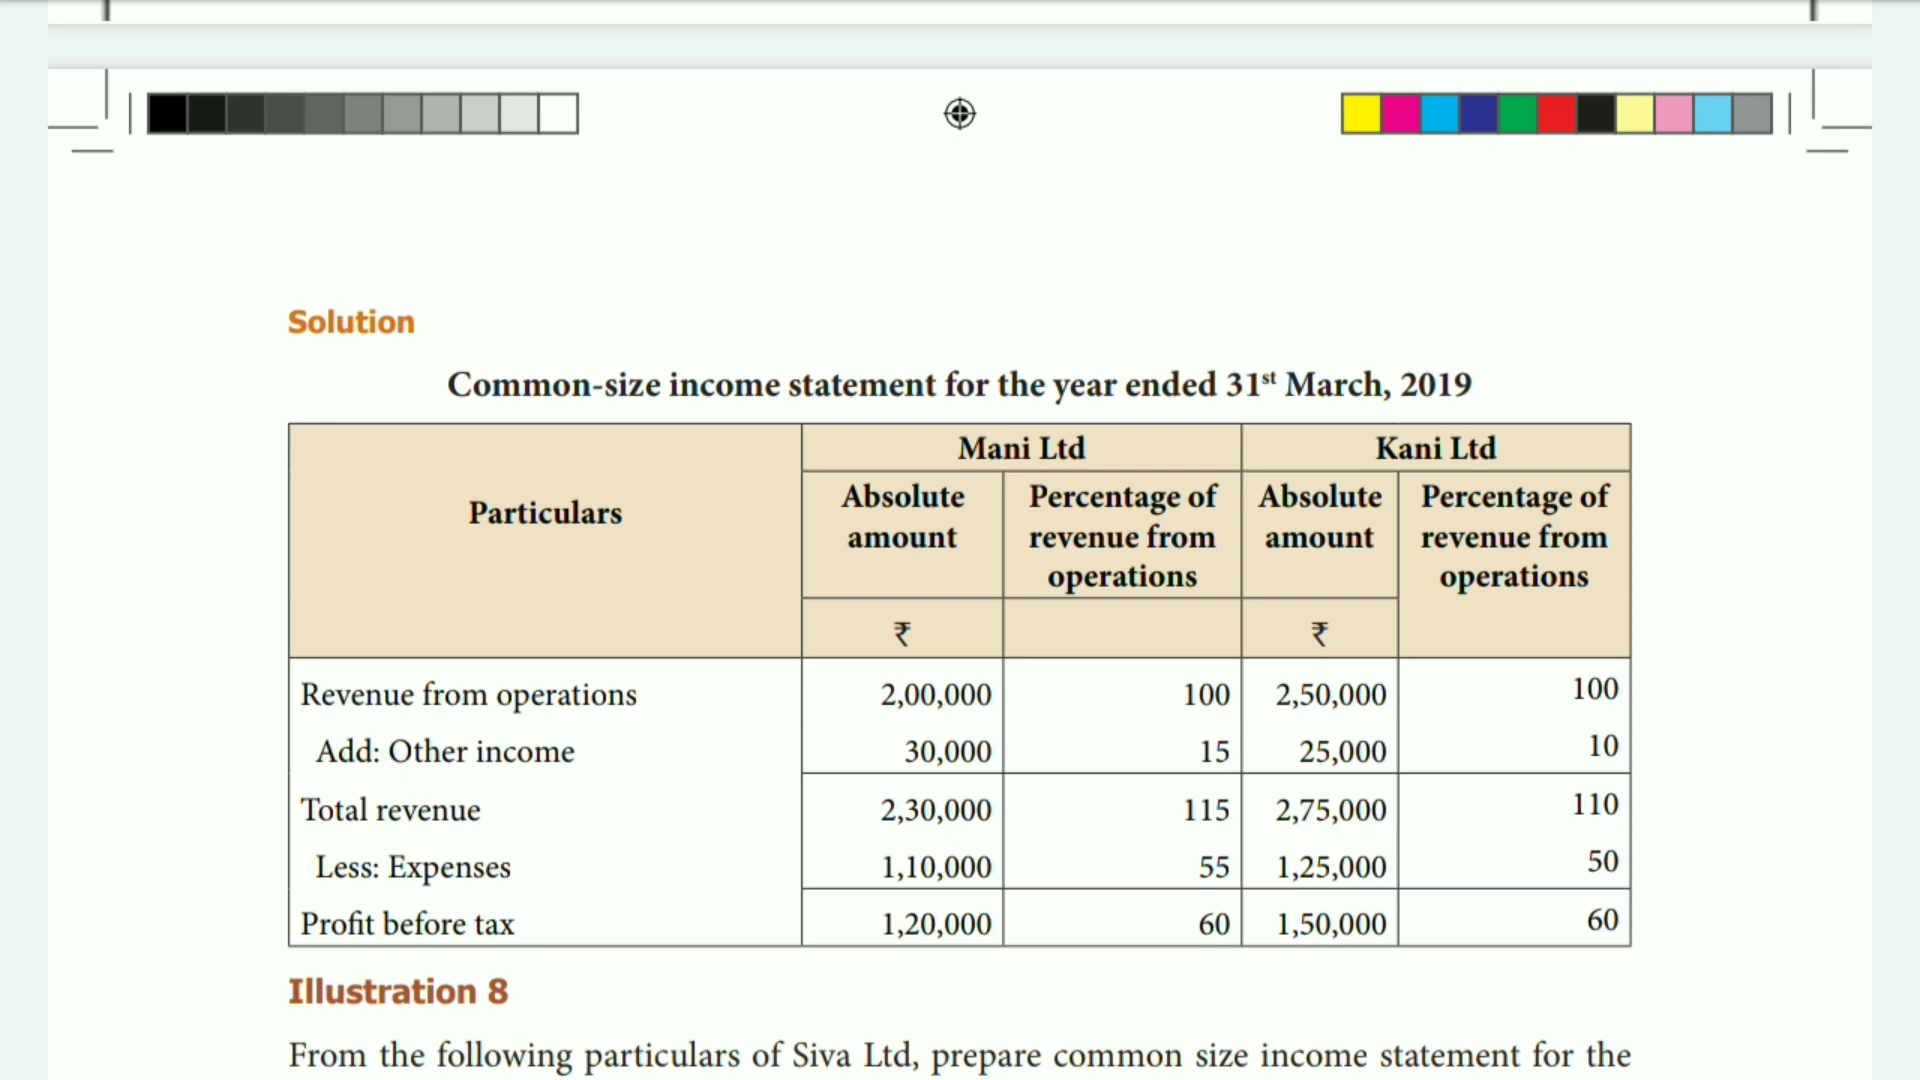 Solution
Common-size income statement for the year ended 31st March, 2019
Particulars Mani Ltd Kani Ltd
Absolute amount Percentage of revenue from operations Absolute amount Percentage of revenue from operations
₹ ₹
Revenue from operations 2,00,000 100 2,50,000 100
Add: Other income 30,000 15 25,000 10
Total revenue 2,30,000 115 2,75,000 110
Less: Expenses 1,10,000 55 1,25,000 50
Profit before tax 1,20,000 60 1,50,000 60
Illustration 8
From the following particulars of Siva Ltd, prepare common size income statement for the